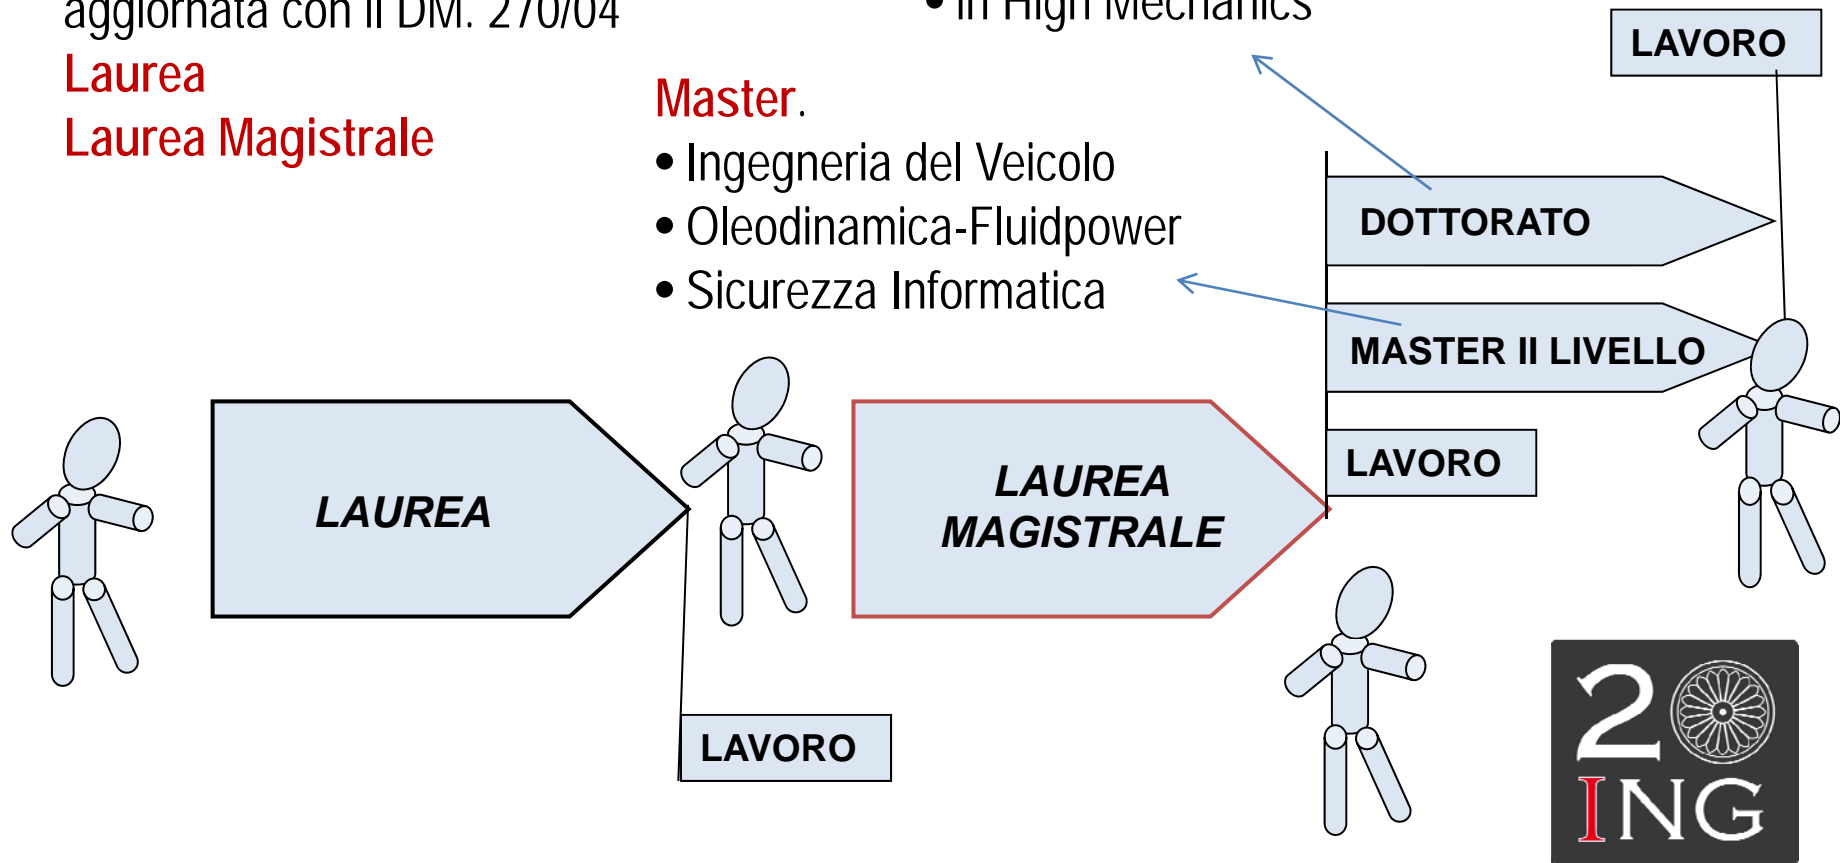 aggiornata con il DM. 270/04
Laurea
Laurea Magistrale
• in High Mechanics
Master.
• Ingegneria del Veicolo
• Oleodinamica-Fluidpower
• Sicurezza Informatica
LAVORO
DOTTORATO
MASTER II LIVELLO
LAVORO
LAUREA
LAUREA
MAGISTRALE
LAVORO
20
ING